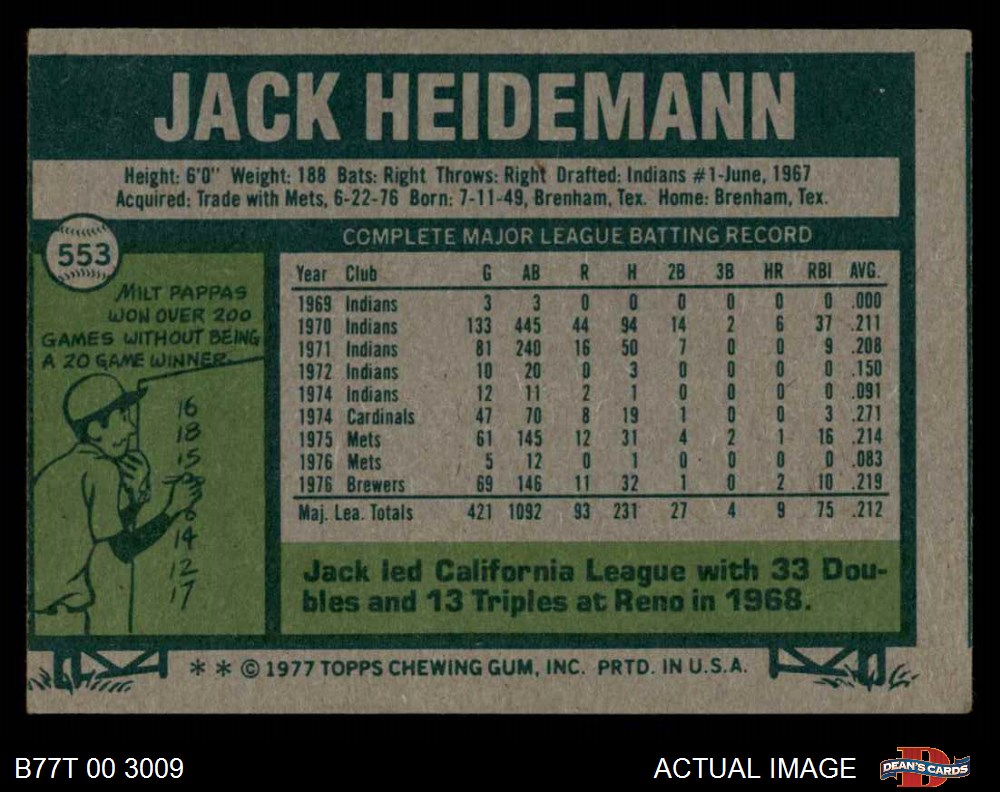 JACK HEIDEMANN
Height: 6'0" Weight: 188 Bats: Right Throws: Right Drafted: Indians #1-June, 1967
Acquired: Trade with Mets, 6-22-76 Born: 7-11-49, Brenham, Tex. Home: Brenham, Tex.
553
MILT PAPPAS
WON OVER 200
GAMES WITHOUT BEING
A 20 GAME WINNER.
16
18
15
6
14
12
17
COMPLETE MAJOR LEAGUE BATTING RECORD
Year Club G AB R H 2B 3B HR RBI AVG.
1969 Indians 3 3 0 0 0 0 0 0 .000
1970 Indians 133 445 44 94 14 2 6 37 .211
1971 Indians 81 240 16 50 7 0 0 9 .208
1972 Indians 10 20 0 3 0 0 0 0 .150
1974 Indians 12 11 2 1 0 0 0 0 .091
1974 Cardinals 47 70 8 19 1 0 0 3 .271
1975 Mets 61 145 12 31 4 2 1 16 .214
1976 Mets 5 12 0 1 0 0 0 0 .083
1976 Brewers 69 146 11 32 1 0 2 10 .219
Maj. Lea. Totals 421 1092 93 231 27 4 9 75 .212
Jack led California League with 33 Dou-
bles and 13 Triples at Reno in 1968.
* * © 1977 TOPPS CHEWING GUM, INC. PRTD. IN U.S.A.
B77T 00 3009
ACTUAL IMAGE
D
DEAN'S CARDS